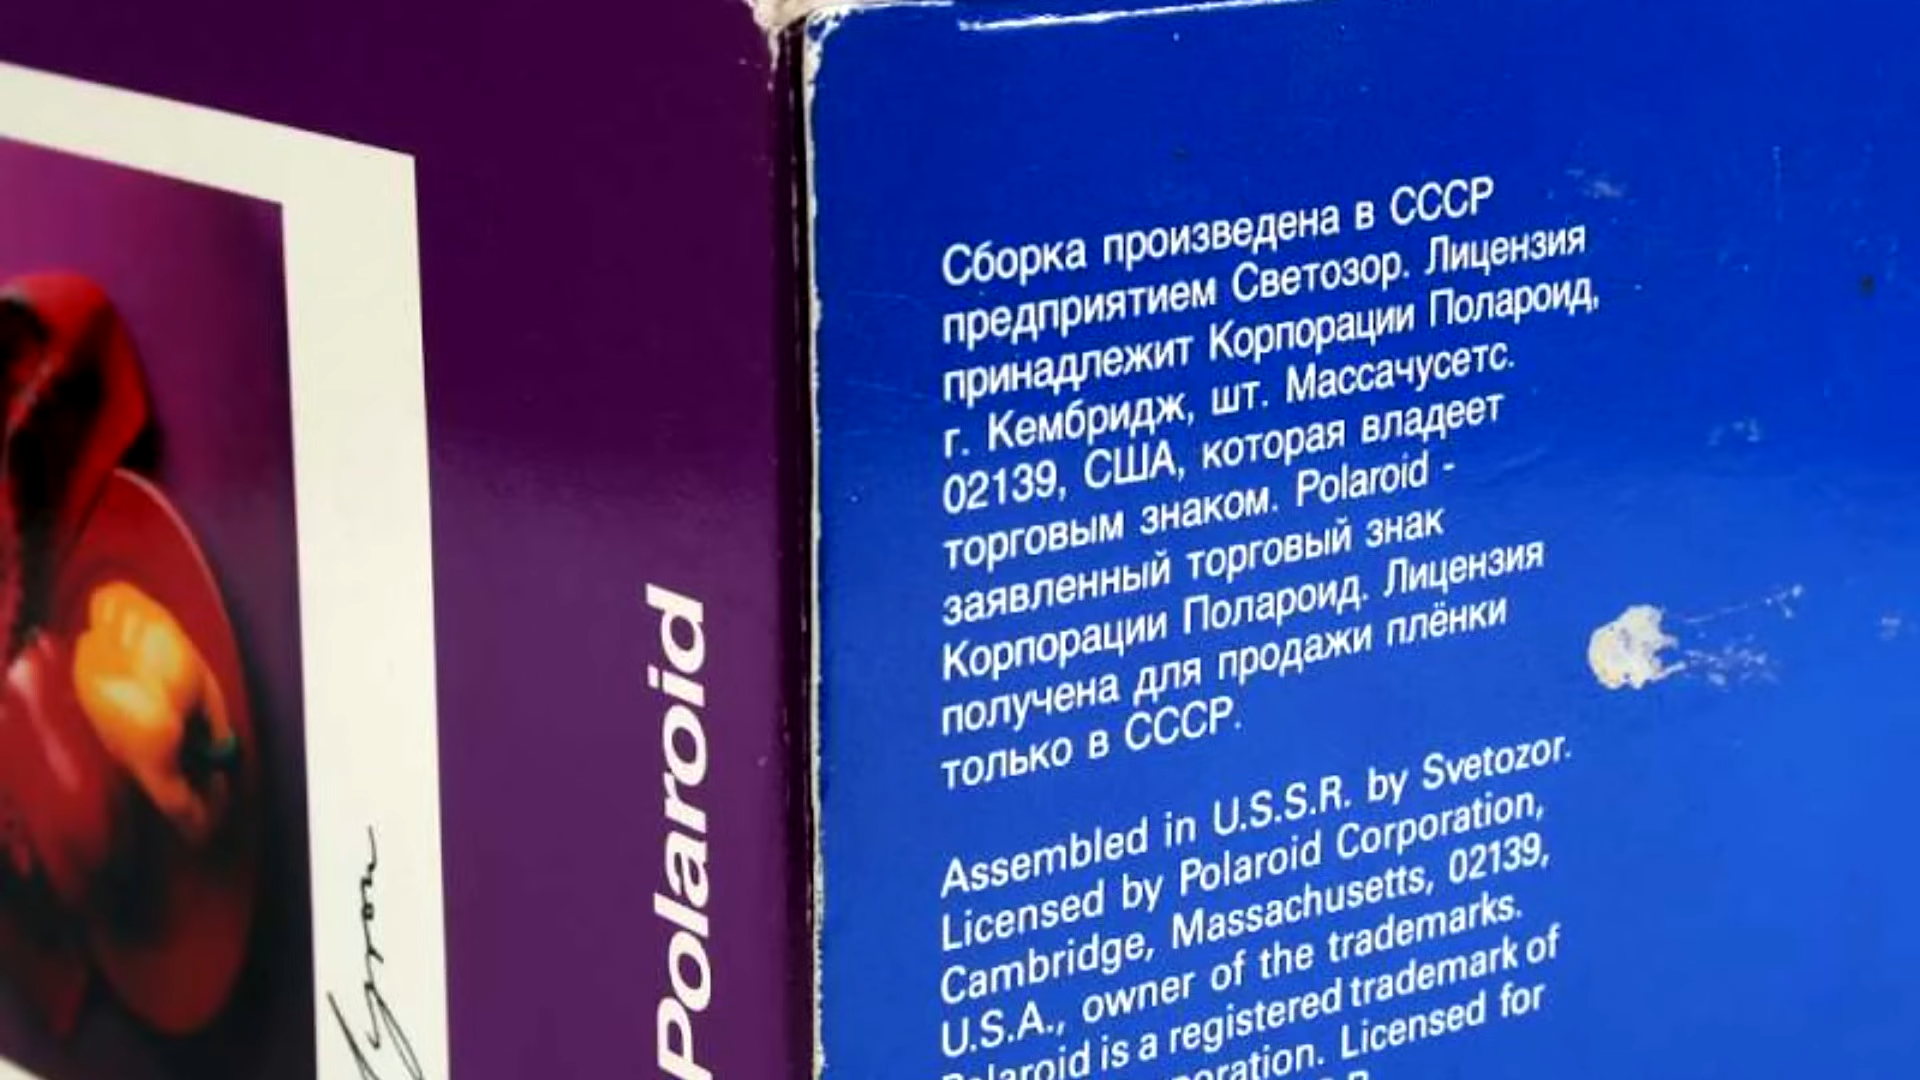 Polaroid
Сборка произведена в СССР
предприятием Светозор. Лицензия
принадлежит Корпорации Полароид,
г. Кембридж, шт. Массачусетс.
02139, США, которая владеет
торговым знаком. Polaroid -
заявленный торговый знак
Корпорации Полароид. Лицензия
получена для продажи плёнки
только в СССР.
Assembled in U.S.S.R. by Svetozor.
Licensed by Polaroid Corporation,
Cambridge, Massachusetts, 02139,
U.S.A., owner of the trademarks.
Polaroid is a registered trademark of
Licensed for